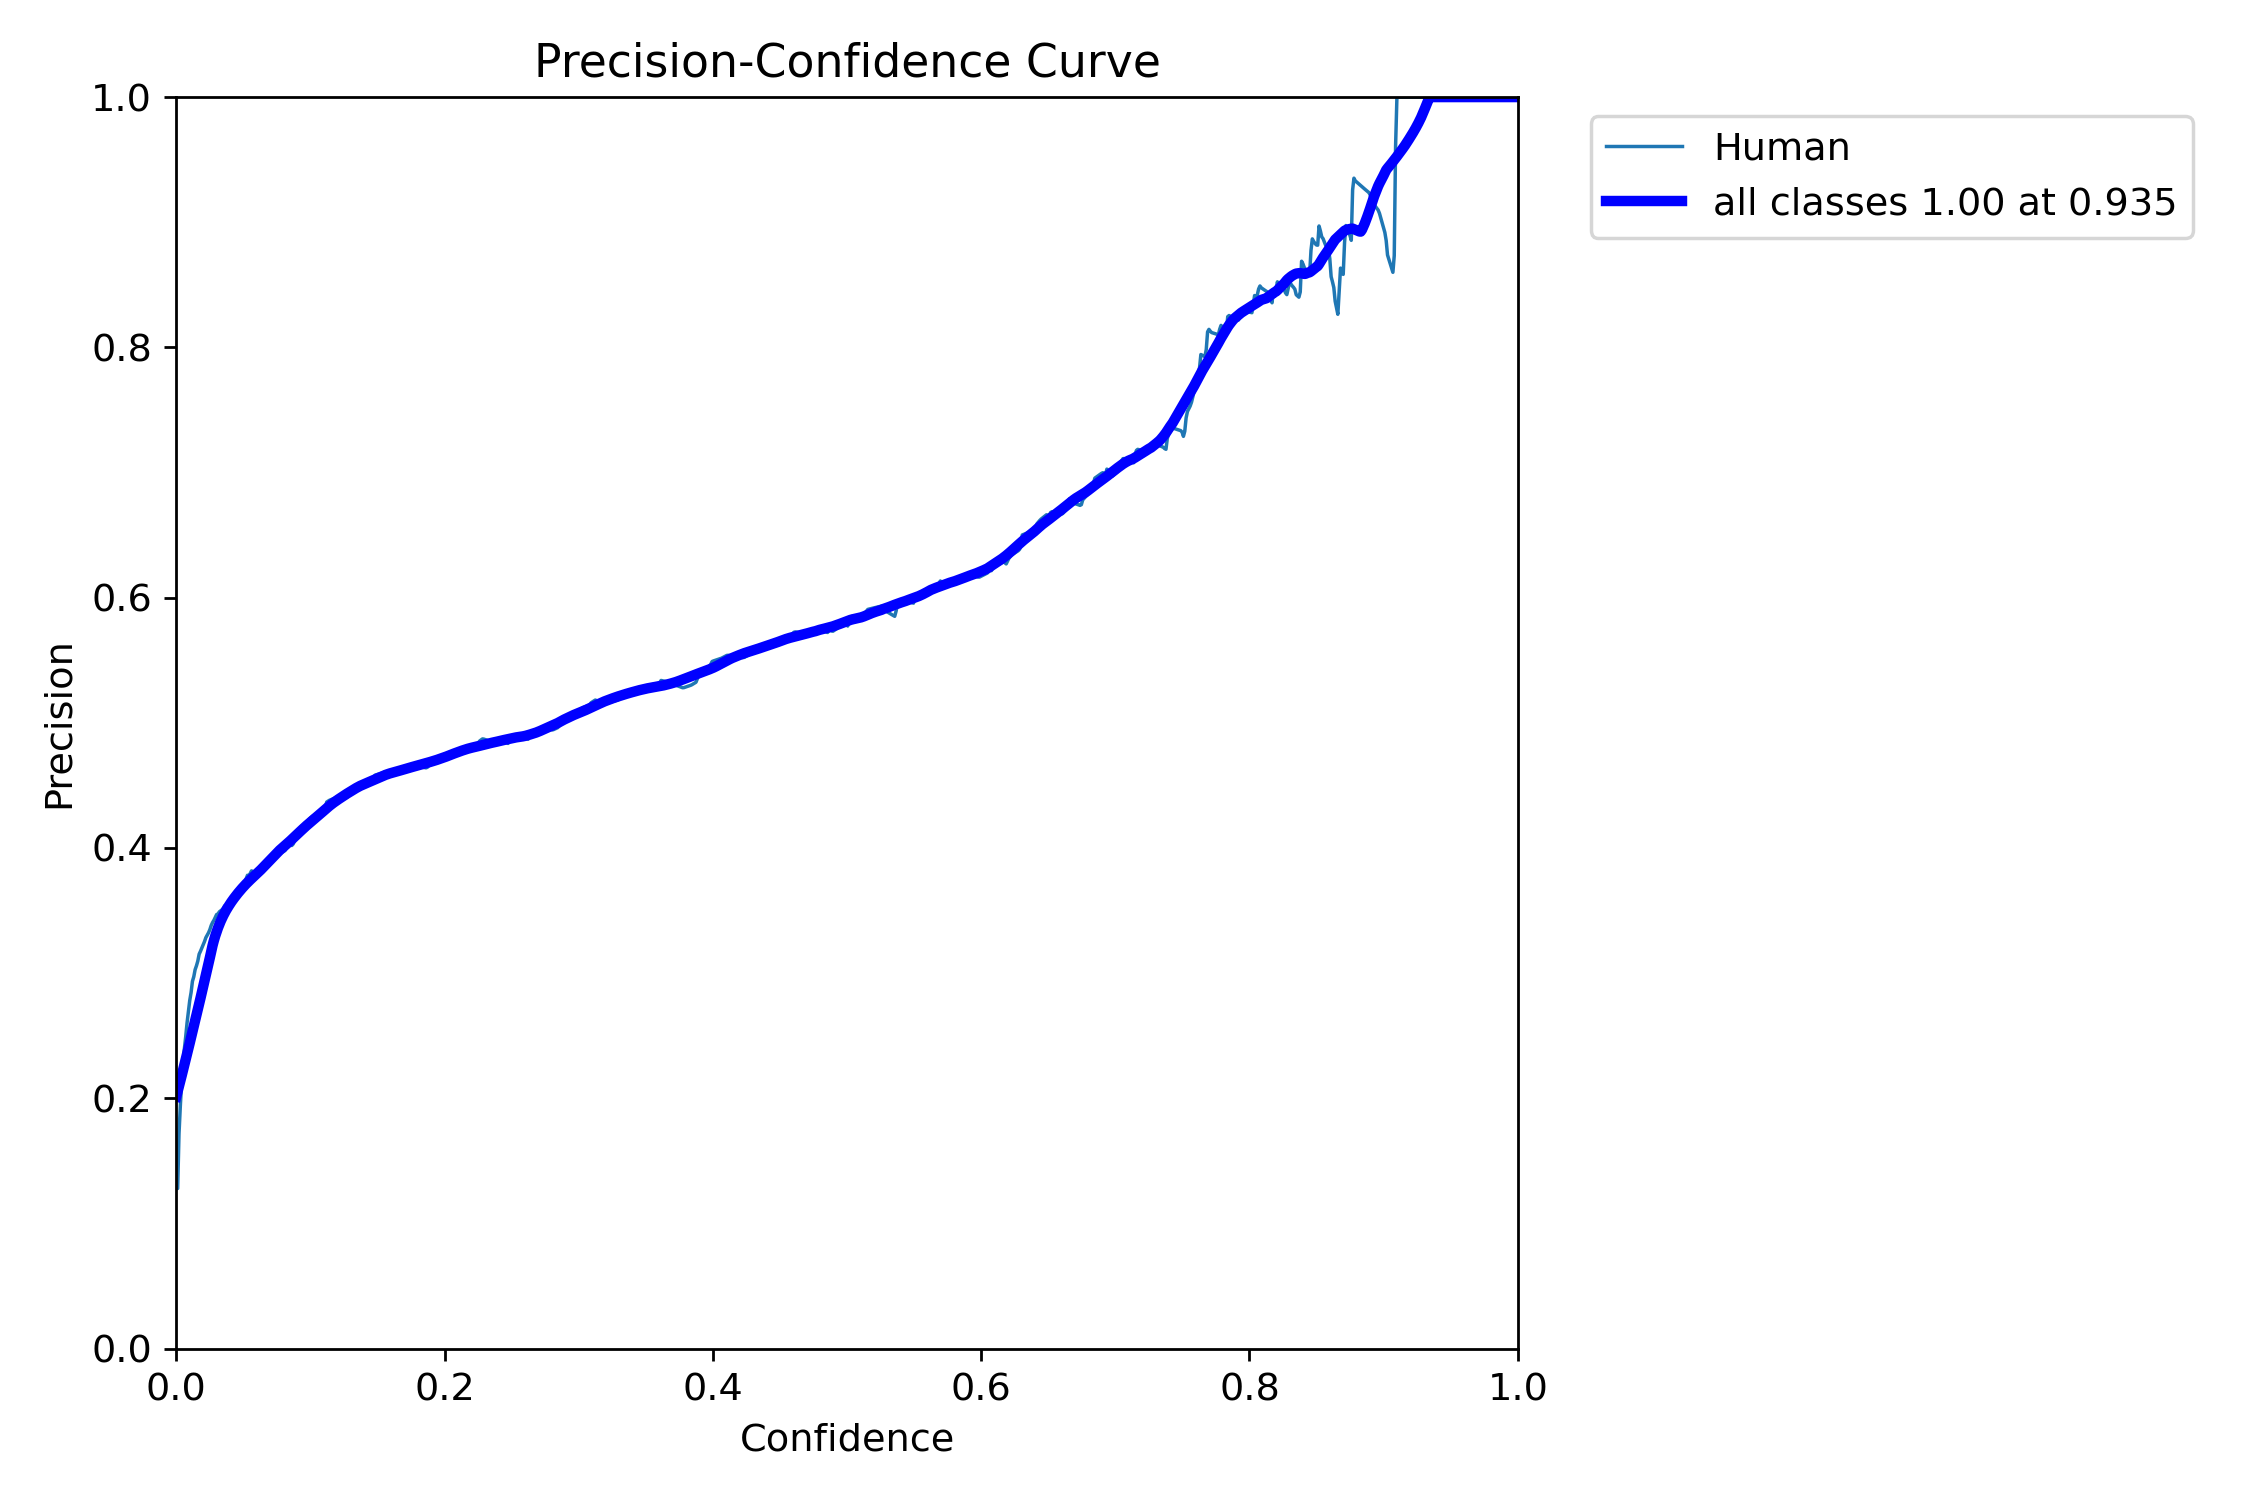 Precision-Confidence Curve
1.0
0.8
0.6
0.4
0.2
0.0
Precision
0.0 0.2 0.4 0.6 0.8 1.0
Confidence
Human
all classes 1.00 at 0.935